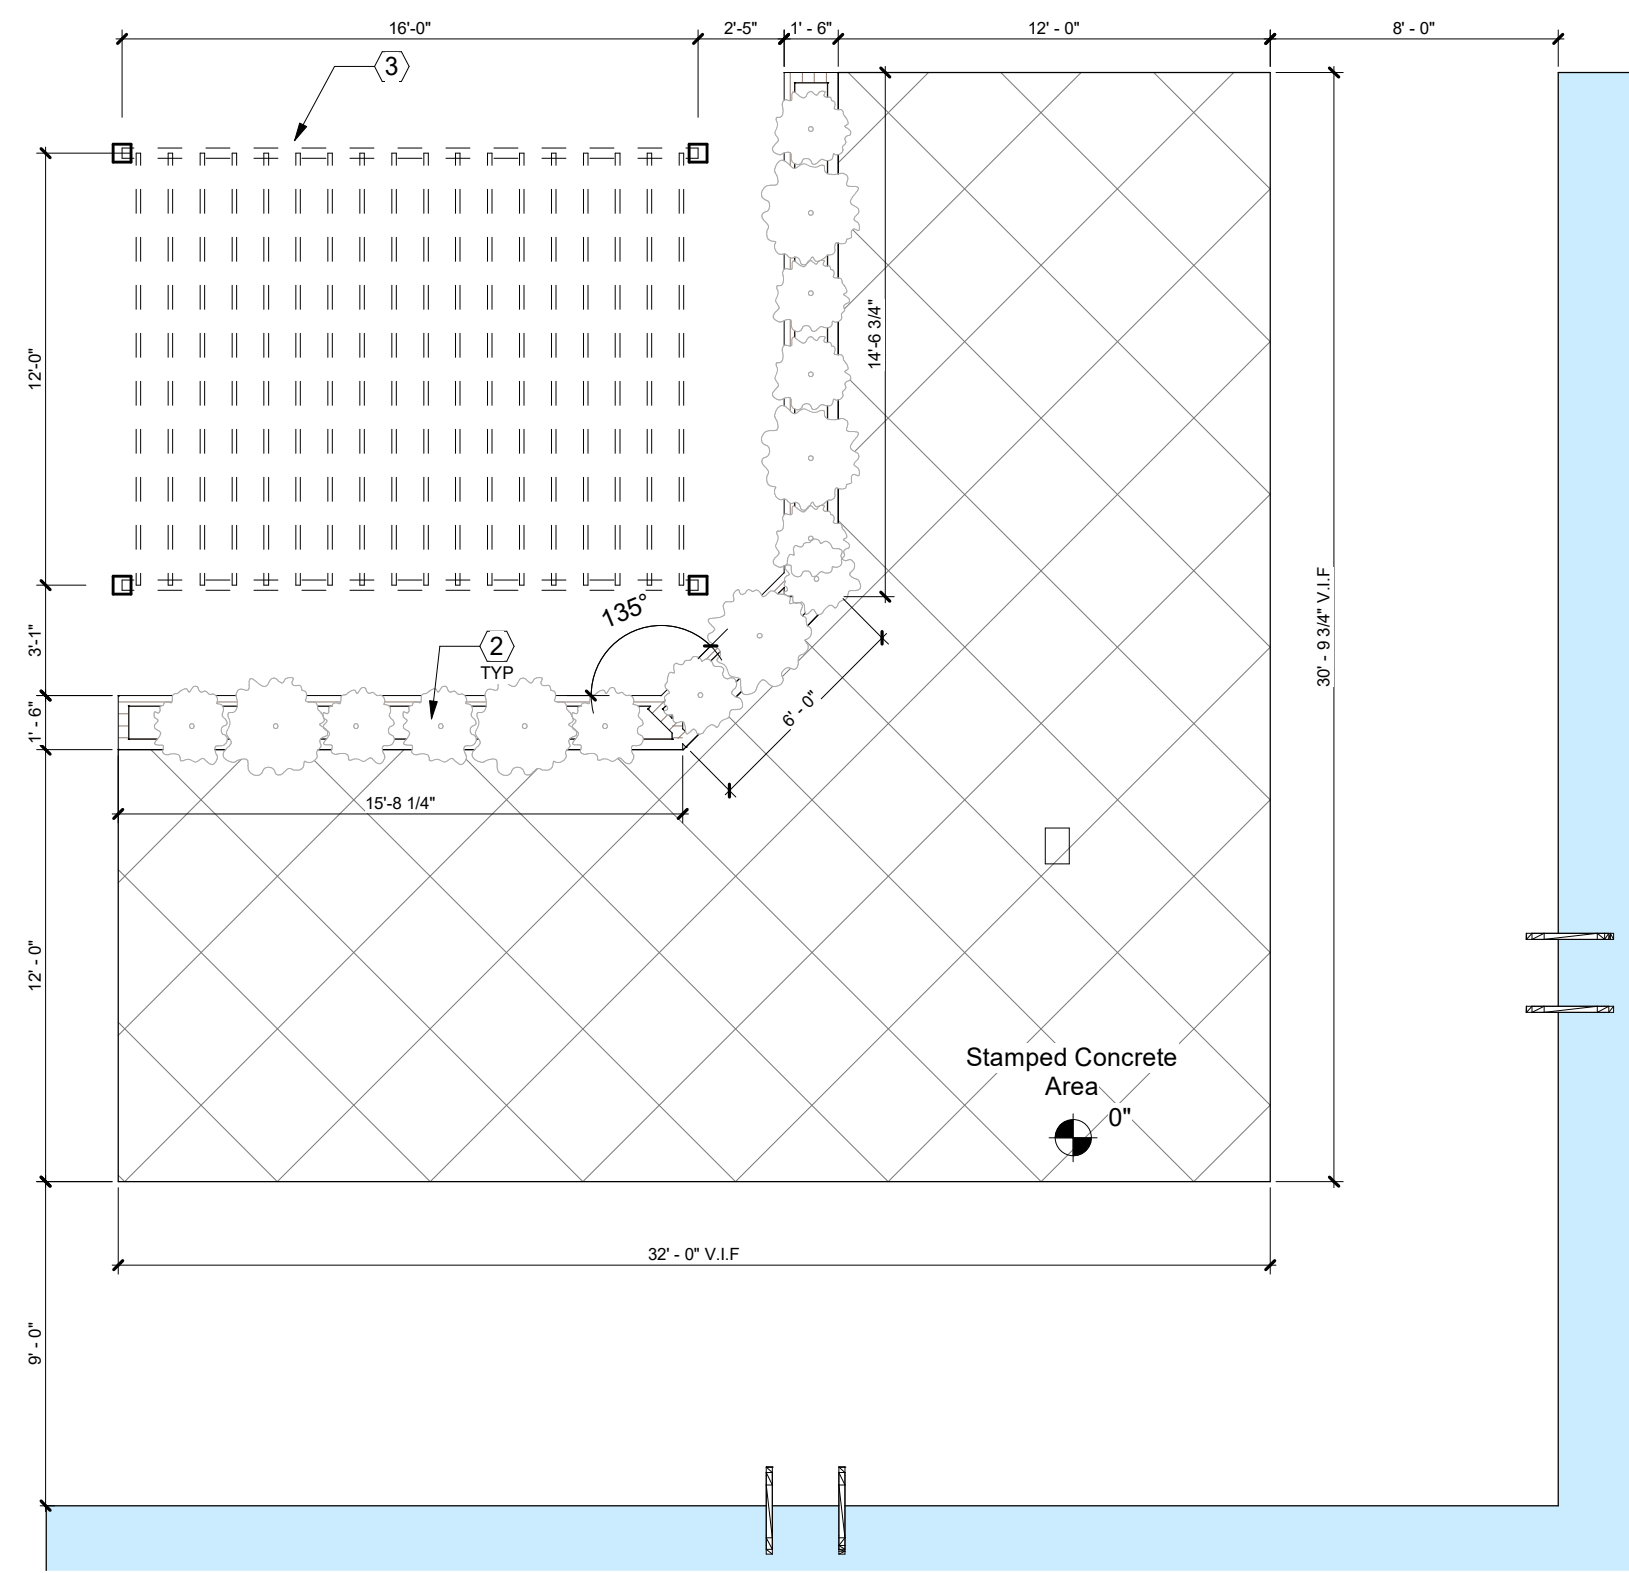 16'-0"
2'-5"
1' - 6"
12' - 0"
8' - 0"
3
12'-0"
14'-6 3/4"
30' - 9 3/4" V.I.F
135°
3'-1"
2
TYP
6' - 0"
1' - 6"
15'-8 1/4"
12' - 0"
Stamped Concrete
Area
0"
32' - 0" V.I.F
9' - 0"